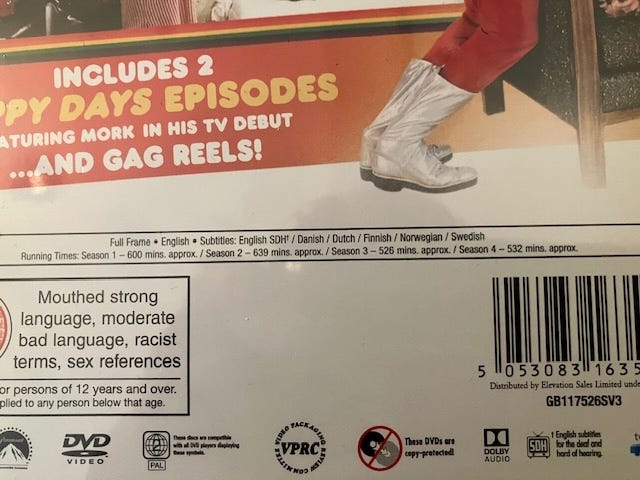 INCLUDES 2
PPY DAYS EPISODES
ATURING MORK IN HIS TV DEBUT
...AND GAG REELS!
Full Frame • English • Subtitles: English SDH† / Danish / Dutch / Finnish / Norwegian / Swedish
Running Times: Season 1 – 600 mins. approx. / Season 2 – 639 mins. approx. / Season 3 – 526 mins. approx. / Season 4 – 532 mins. approx.
Mouthed strong
language, moderate
bad language, racist
terms, sex references
or persons of 12 years and over.
plied to any person below that age.
5 053083 1635
Distributed by Elevation Sales Limited unde
GB117526SV3
Paramount
DVD
VIDEO
These discs are compatible
with all DVD players displaying
these symbols.
PAL
VIDEO PACKAGING
VPRC
REVIEW COMMITTEE
These DVDs are
copy-protected!
DOLBY
AUDIO
SDH
† English subtitles
for the deaf and
hard of hearing.